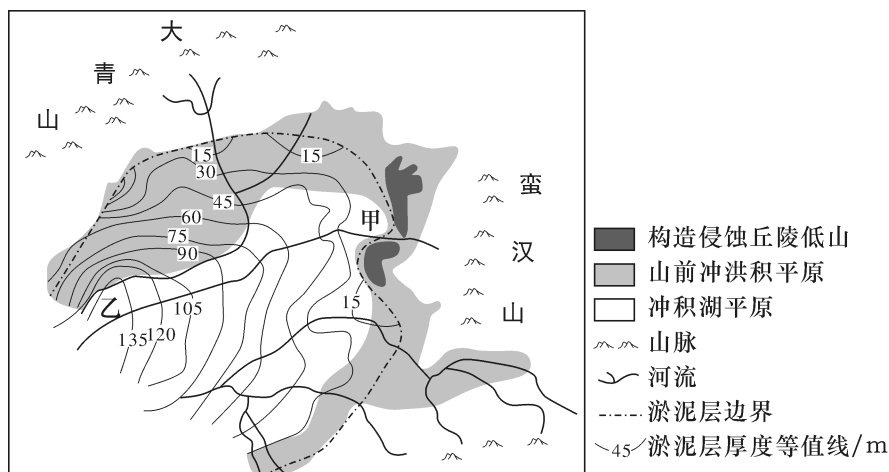 大
青
山
蛮
汉
山
甲
乙
15
15
30
45
60
75
90
15
105
120
135
构造侵蚀丘陵低山
山前冲洪积平原
冲积湖平原
山脉
河流
淤泥层边界
45 淤泥层厚度等值线/m